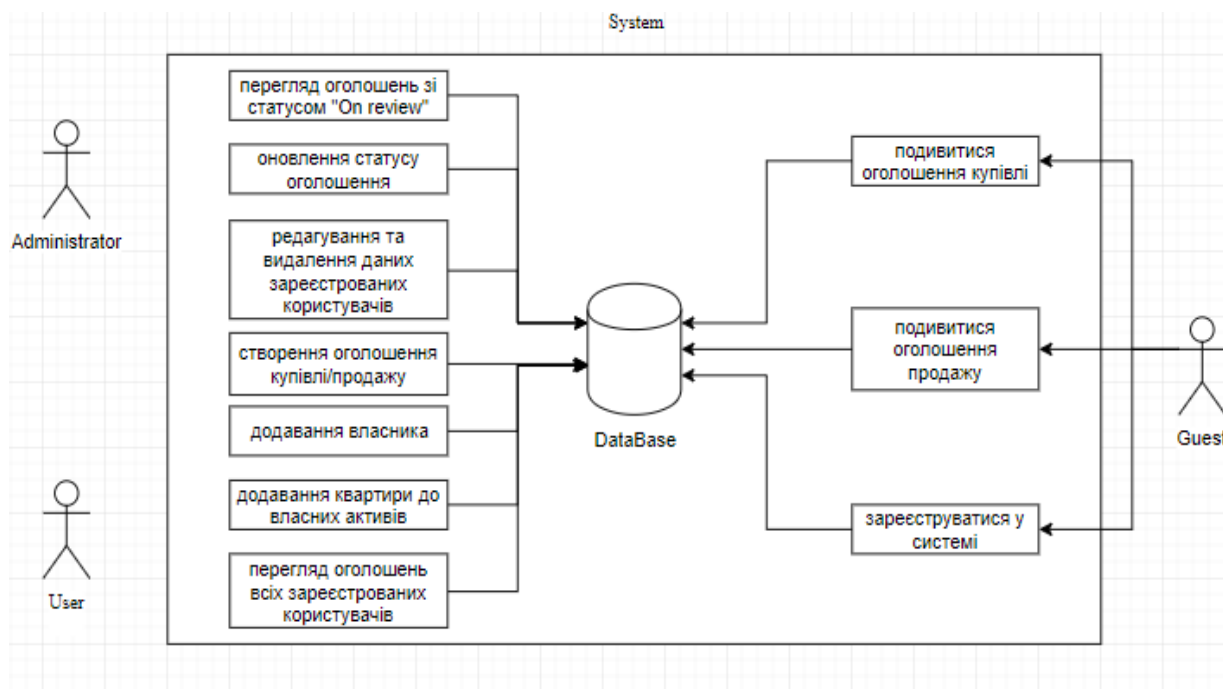 System
перегляд оголошень зі
статусом "On review"
оновлення статусу
оголошення
редагування та
видалення даних
зареєстрованих
користувачів
створення оголошення
купівлі/продажу
додавання власника
додавання квартири до
власних активів
перегляд оголошень
всіх зареєстрованих
користувачів
Administrator
User
DataBase
подивитися
оголошення купівлі
подивитися
оголошення
продажу
зареєструватися у
системі
Guest